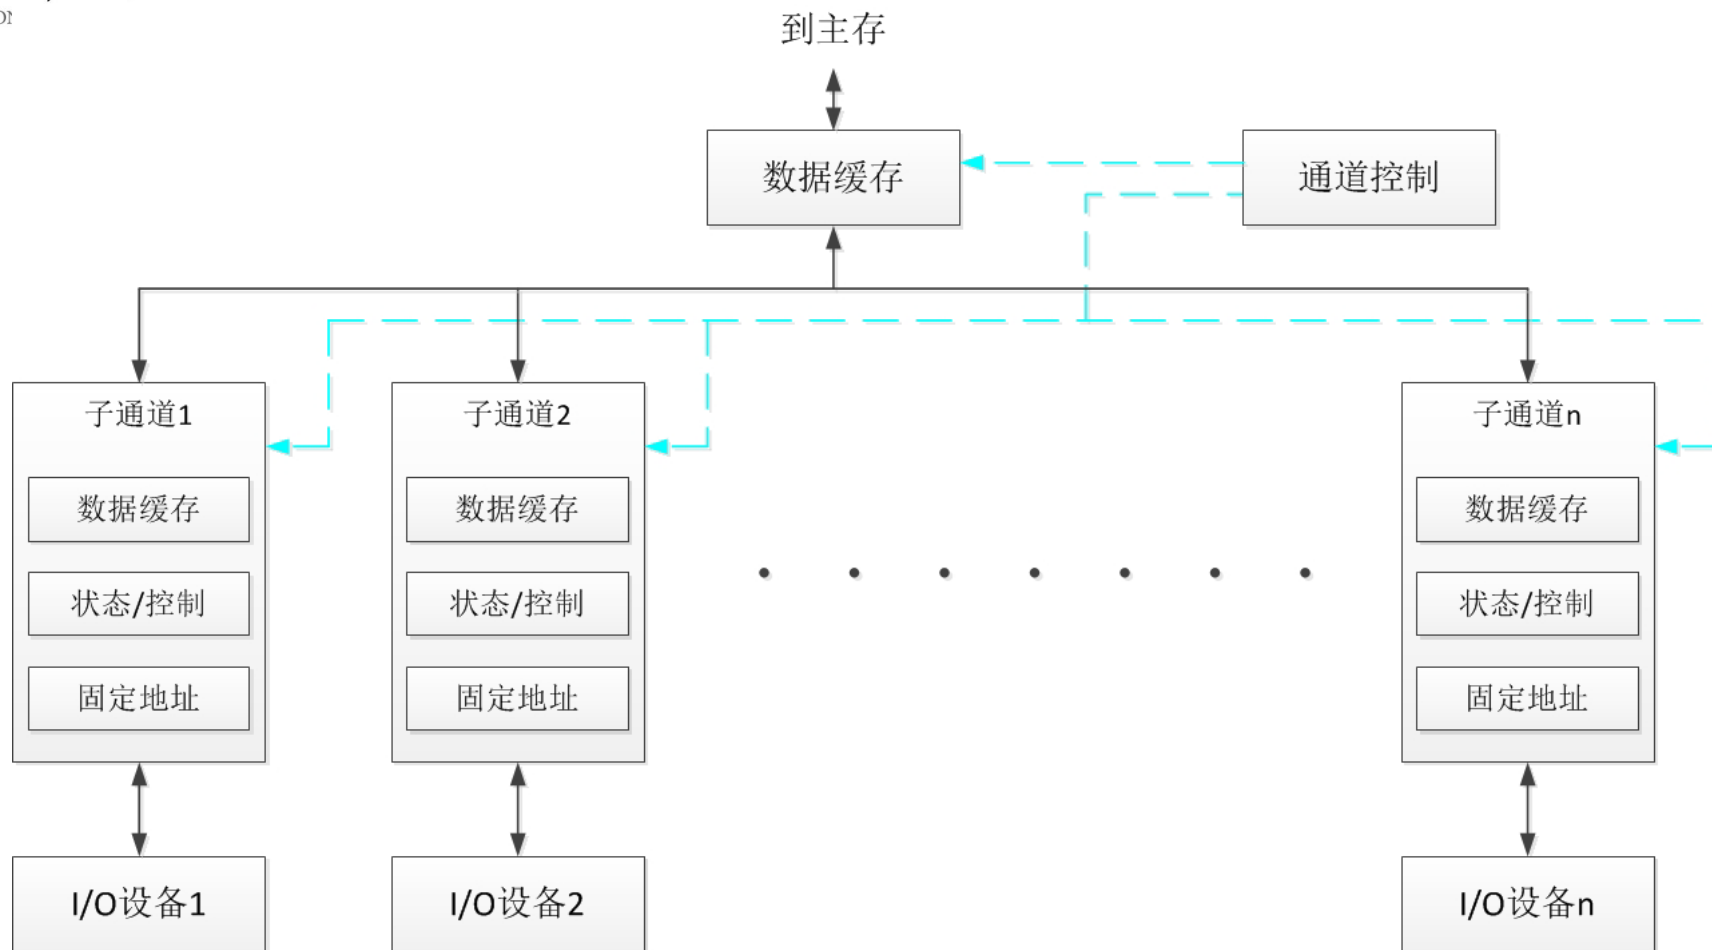 到主存
数据缓存
通道控制
子通道1
子通道2
子通道n
数据缓存
数据缓存
数据缓存
状态/控制
状态/控制
状态/控制
固定地址
固定地址
固定地址
I/O设备1
I/O设备2
I/O设备n